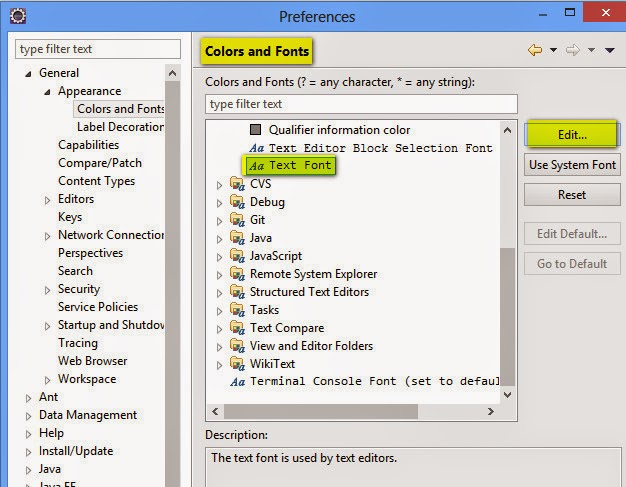 Preferences
type filter text
General
Appearance
Colors and Fonts
Label Decoration
Capabilities
Compare/Patch
Content Types
Editors
Keys
Network Connection
Perspectives
Search
Security
Service Policies
Startup and Shutdow
Tracing
Web Browser
Workspace
Ant
Data Management
Help
Install/Update
Java
Java EE
Colors and Fonts
Colors and Fonts (? = any character, * = any string):
type filter text
Qualifier information color
Aa Text Editor Block Selection Font
Aa Text Font
CVS
Debug
Git
Java
JavaScript
Remote System Explorer
Structured Text Editors
Tasks
Text Compare
View and Editor Folders
WikiText
Aa Terminal Console Font (set to defau
Edit...
Use System Font
Reset
Edit Default...
Go to Default
Description:
The text font is used by text editors.